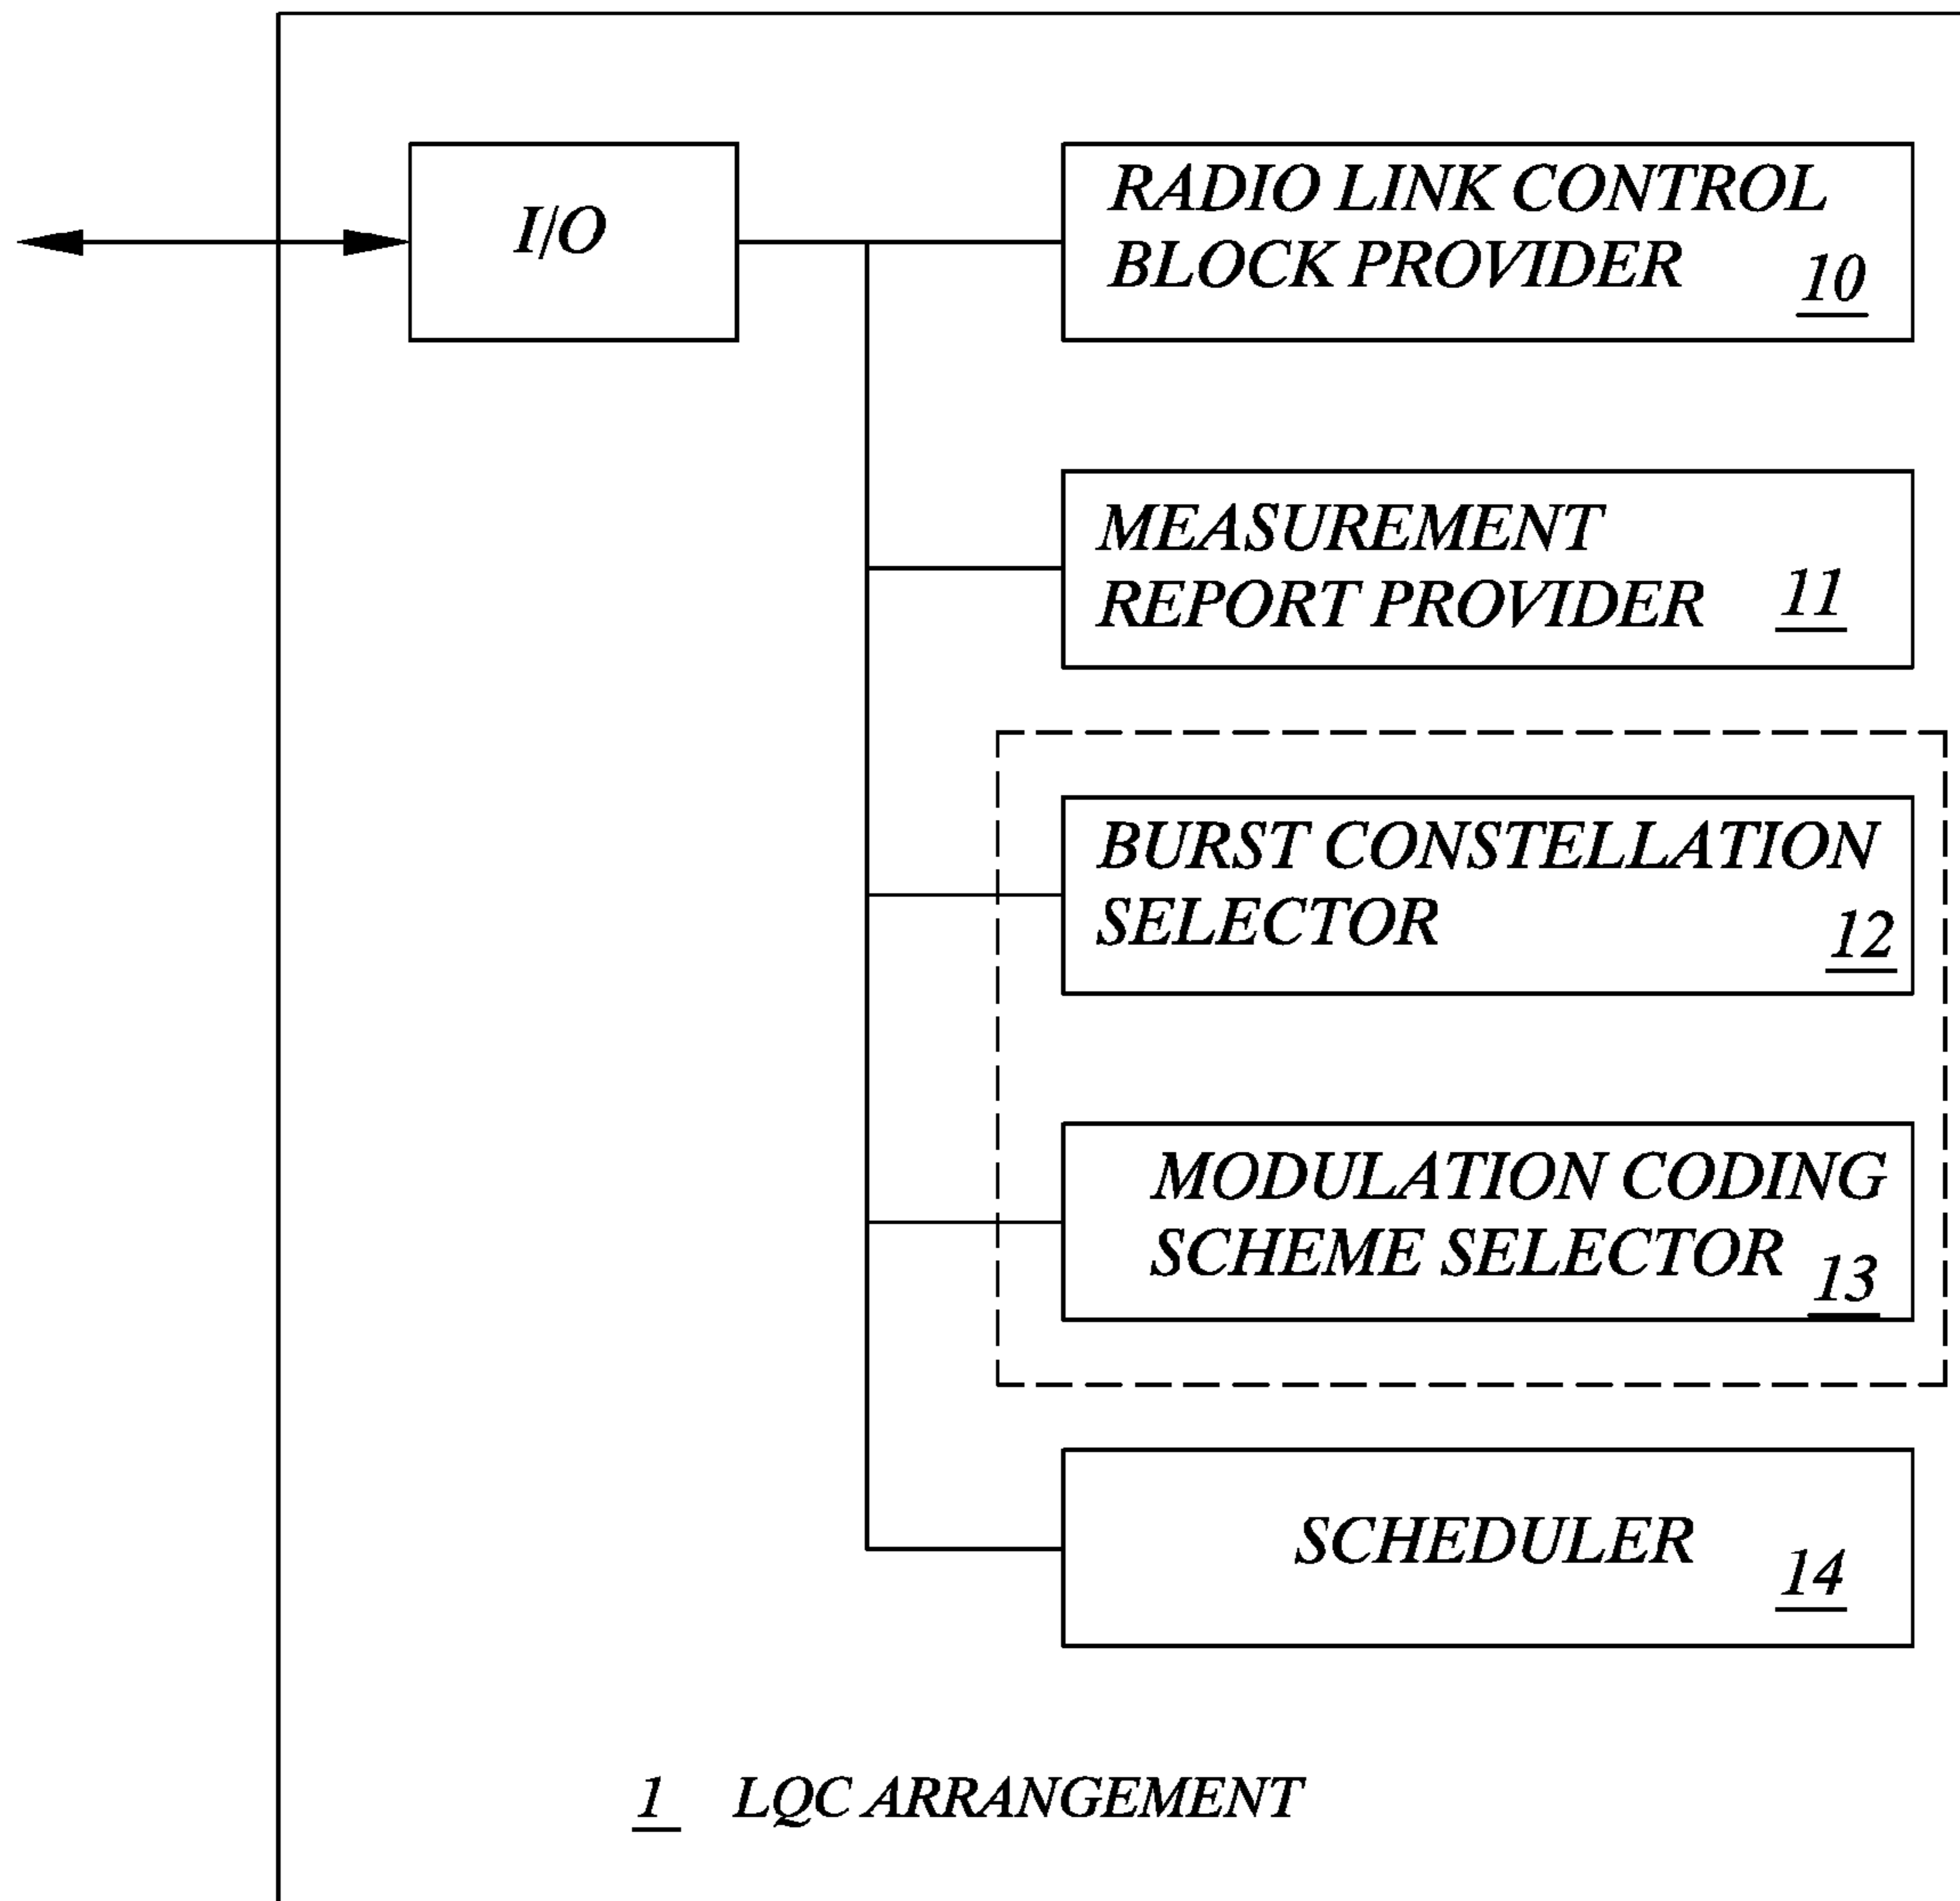 I/O
RADIO LINK CONTROL
BLOCK PROVIDER
10
MEASUREMENT
REPORT PROVIDER
11
BURST CONSTELLATION
SELECTOR
12
MODULATION CODING
SCHEME SELECTOR
13
SCHEDULER
14
1 LQC ARRANGEMENT